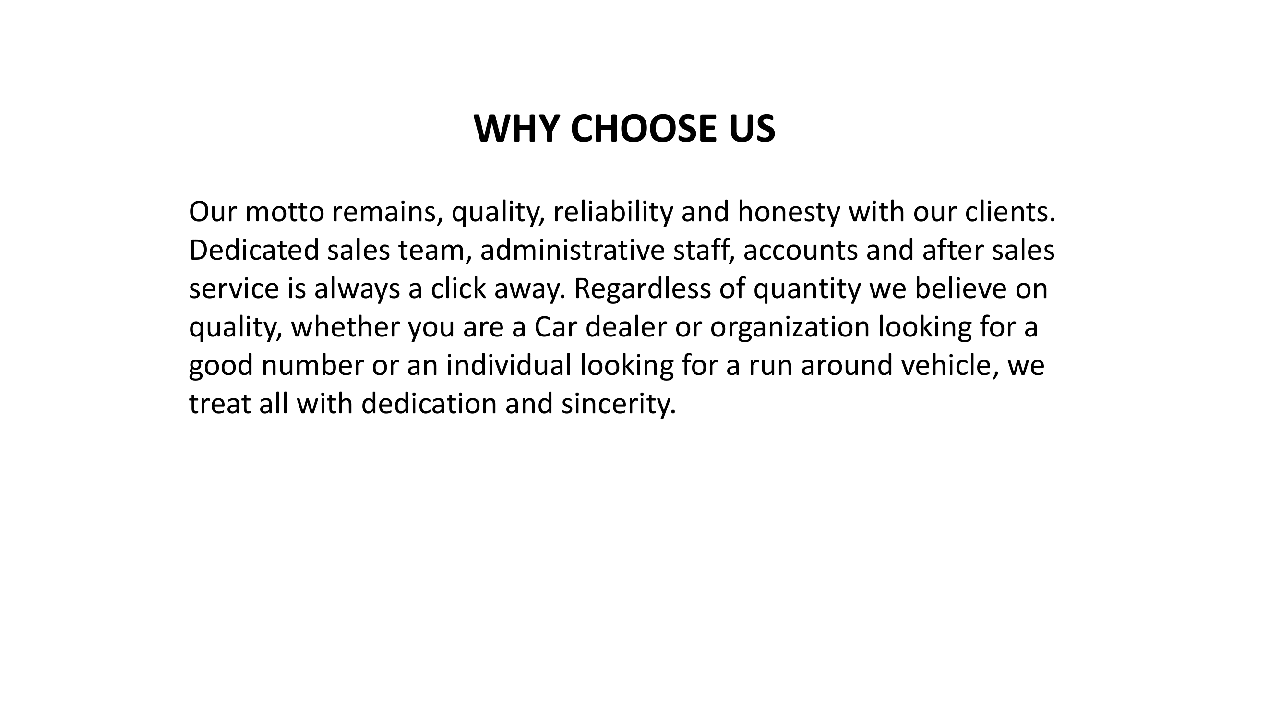 WHY CHOOSE US
Our motto remains, quality, reliability and honesty with our clients.
Dedicated sales team, administrative staff, accounts and after sales
service is always a click away. Regardless of quantity we believe on
quality, whether you are a Car dealer or organization looking for a
good number or an individual looking for a run around vehicle, we
treat all with dedication and sincerity.